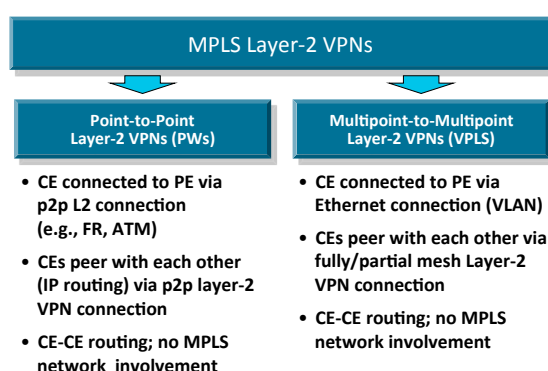 MPLS Layer-2 VPNs
Point-to-Point
Layer-2 VPNs (PWs)
• CE connected to PE via
p2p L2 connection
(e.g., FR, ATM)
• CEs peer with each other
(IP routing) via p2p layer-2
VPN connection
• CE-CE routing; no MPLS
network involvement
Multipoint-to-Multipoint
Layer-2 VPNs (VPLS)
• CE connected to PE via
Ethernet connection (VLAN)
• CEs peer with each other via
fully/partial mesh Layer-2
VPN connection
• CE-CE routing; no MPLS
network involvement